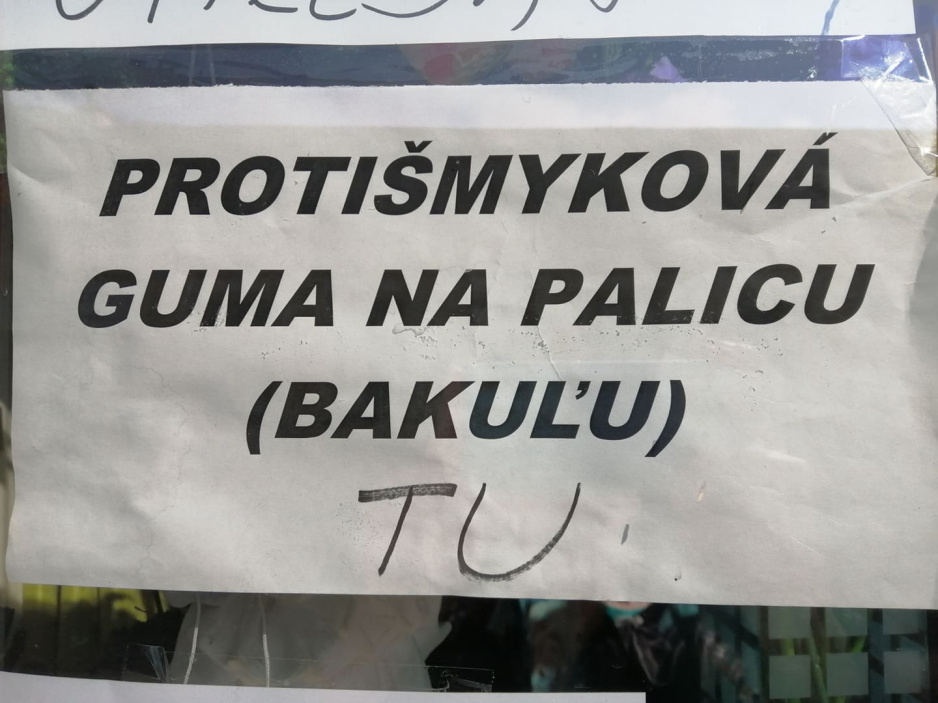 PROTIŠMYKOVÁ
GUMA NA PALICU
(BAKUĽU)
TU